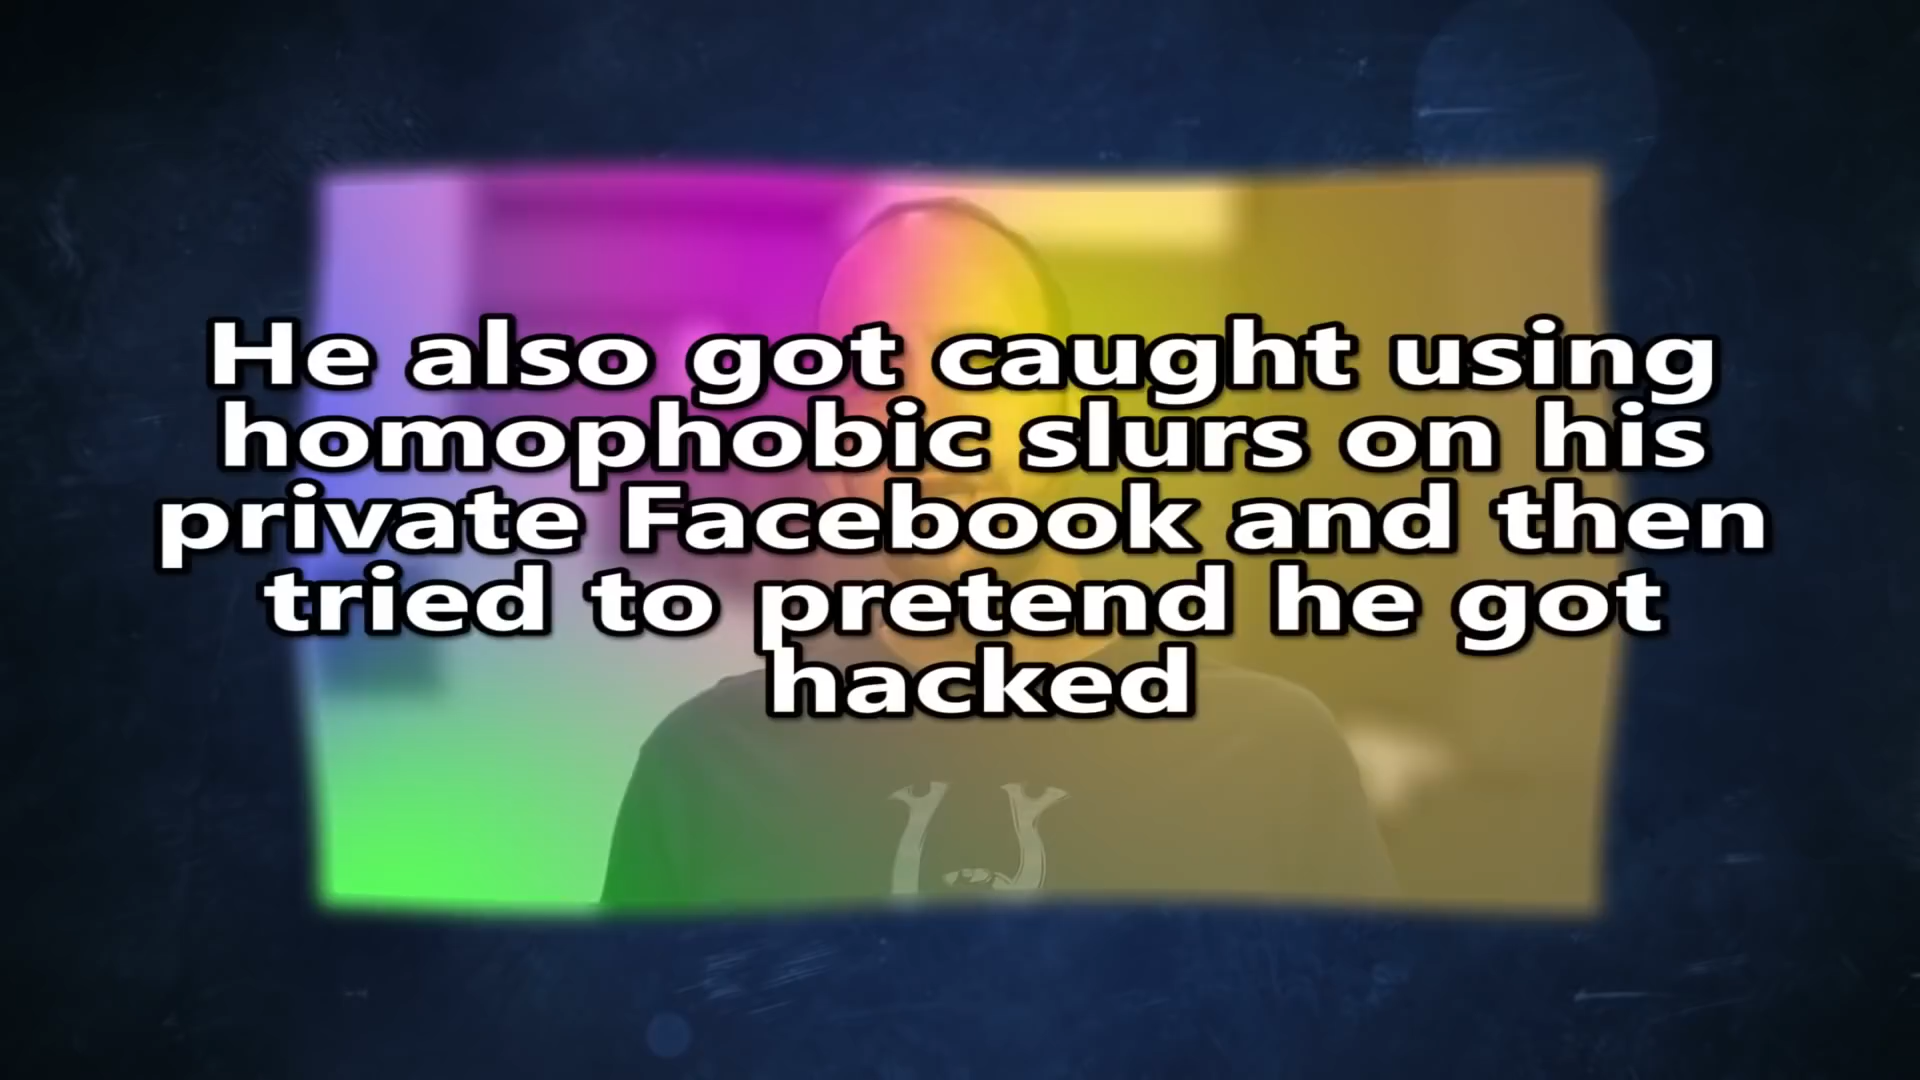 He also got caught using
homophobic slurs on his
private Facebook and then
tried to pretend he got
hacked